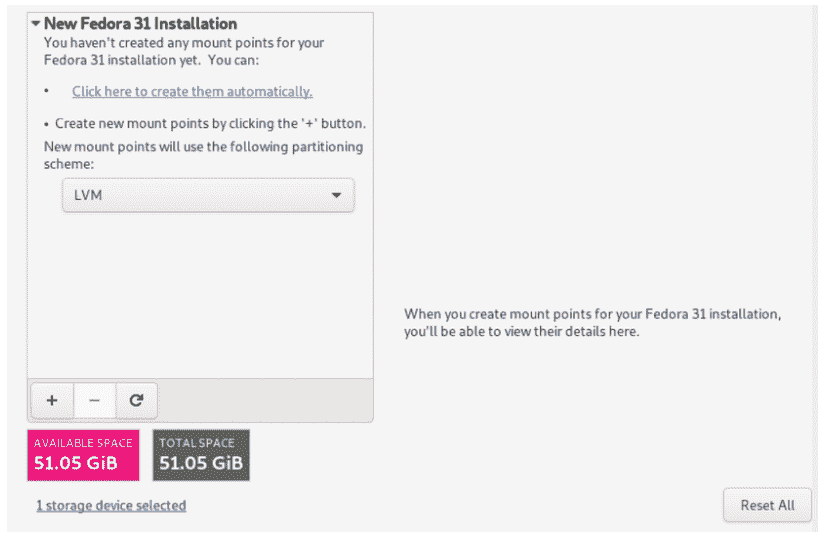 New Fedora 31 Installation
You haven't created any mount points for your
Fedora 31 installation yet. You can:
• Click here to create them automatically.
• Create new mount points by clicking the '+' button.
New mount points will use the following partitioning
scheme:
LVM
When you create mount points for your Fedora 31 installation,
you'll be able to view their details here.
+ −
AVAILABLE SPACE
51.05 GiB
TOTAL SPACE
51.05 GiB
1 storage device selected
Reset All